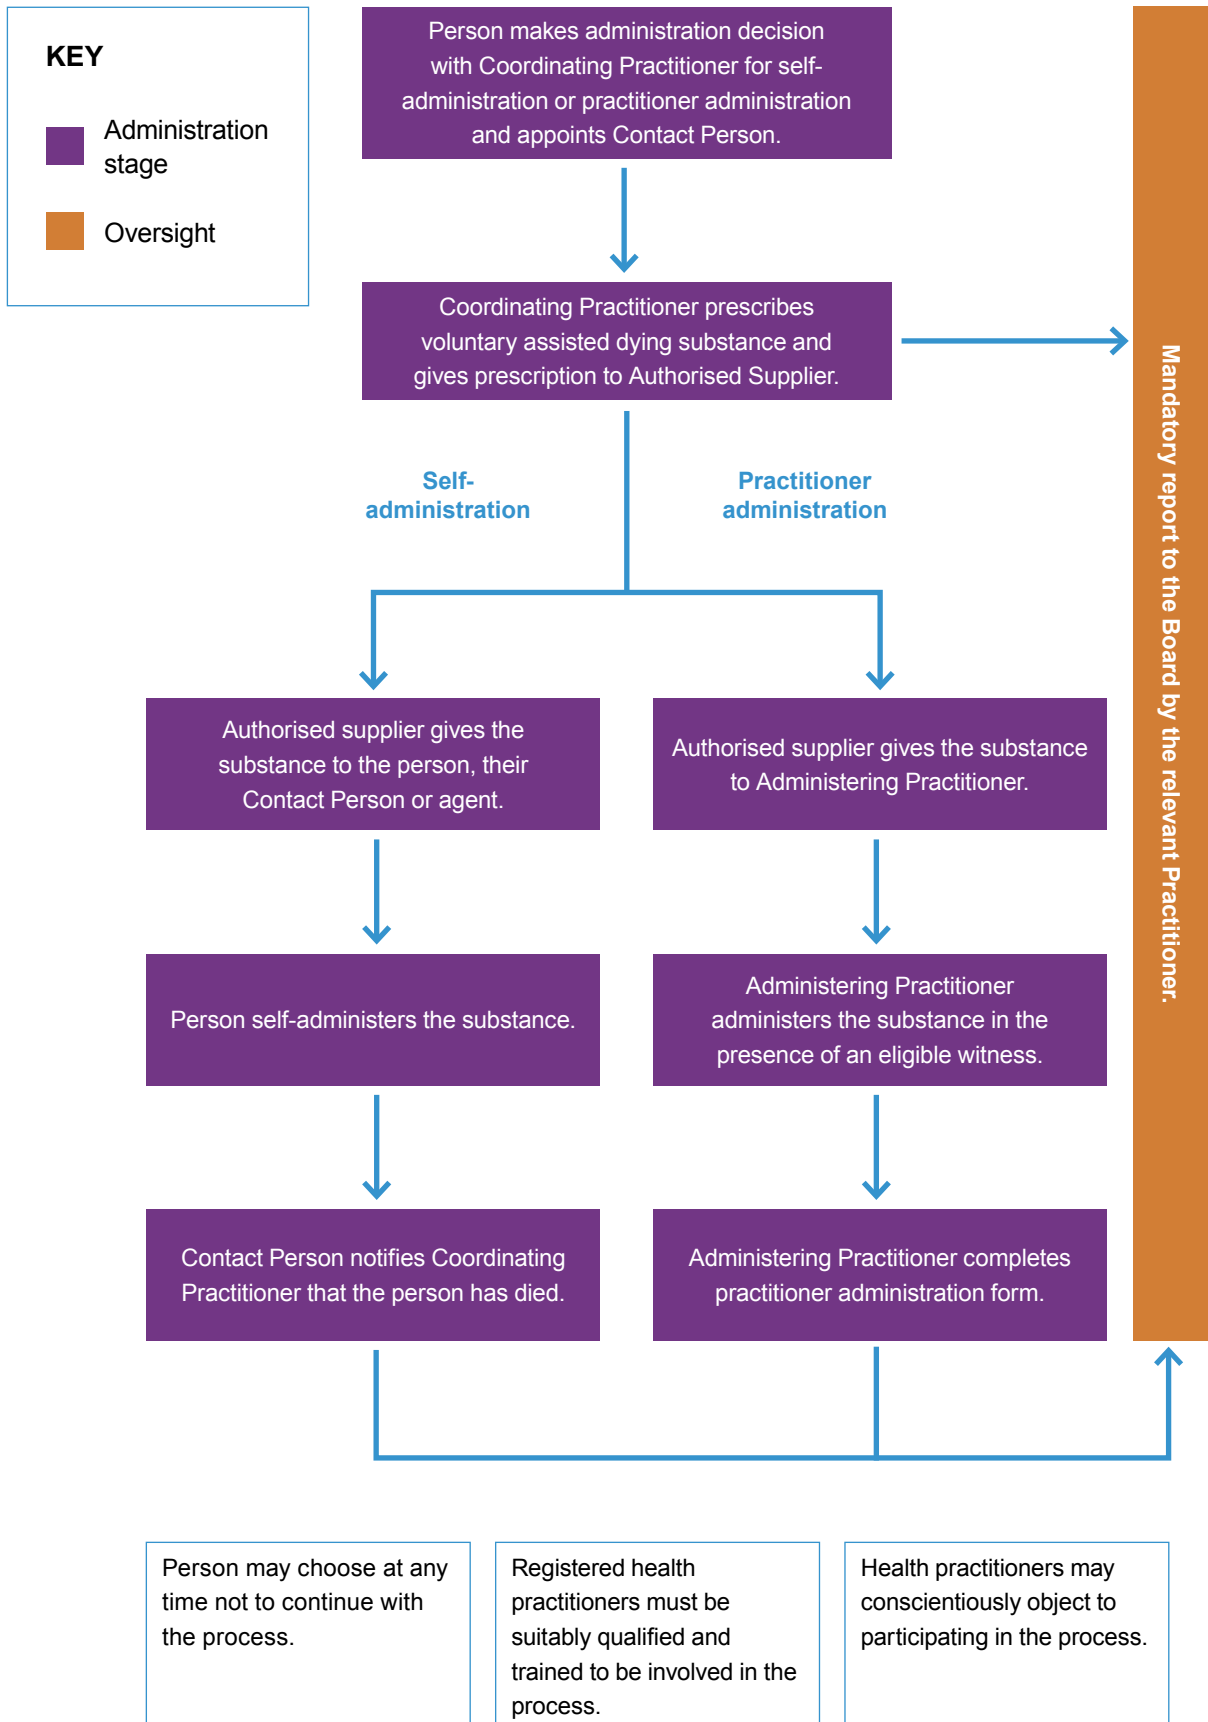 KEY
Administration
stage
Oversight
Person makes administration decision
with Coordinating Practitioner for self-
administration or practitioner administration
and appoints Contact Person.
Coordinating Practitioner prescribes
voluntary assisted dying substance and
gives prescription to Authorised Supplier.
Self-
administration
Practitioner
administration
Authorised supplier gives the
substance to the person, their
Contact Person or agent.
Authorised supplier gives the substance
to Administering Practitioner.
Person self-administers the substance.
Administering Practitioner
administers the substance in the
presence of an eligible witness.
Contact Person notifies Coordinating
Practitioner that the person has died.
Administering Practitioner completes
practitioner administration form.
Mandatory report to the Board by the relevant Practitioner.
Person may choose at any
time not to continue with
the process.
Registered health
practitioners must be
suitably qualified and
trained to be involved in the
process.
Health practitioners may
conscientiously object to
participating in the process.